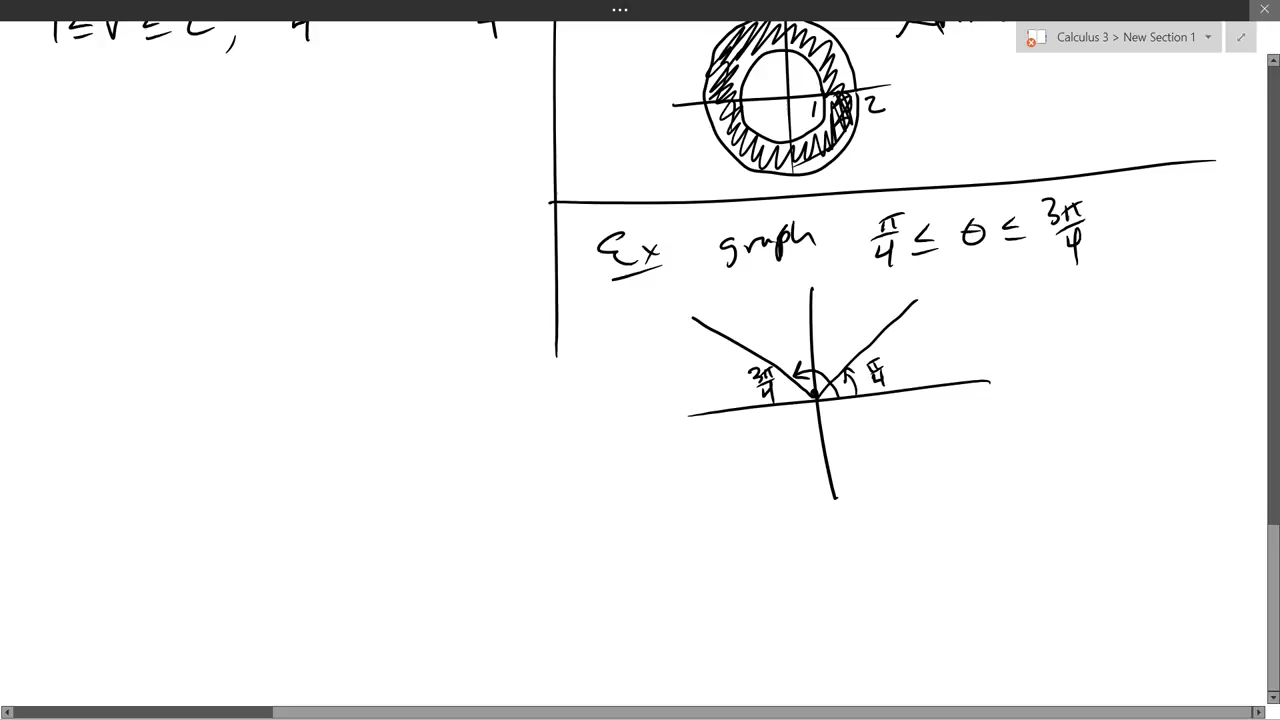 Calculus 3 > New Section 1
1 2
Ex graph π/4 ≤ θ ≤ 3π/4
3π/4 π/4